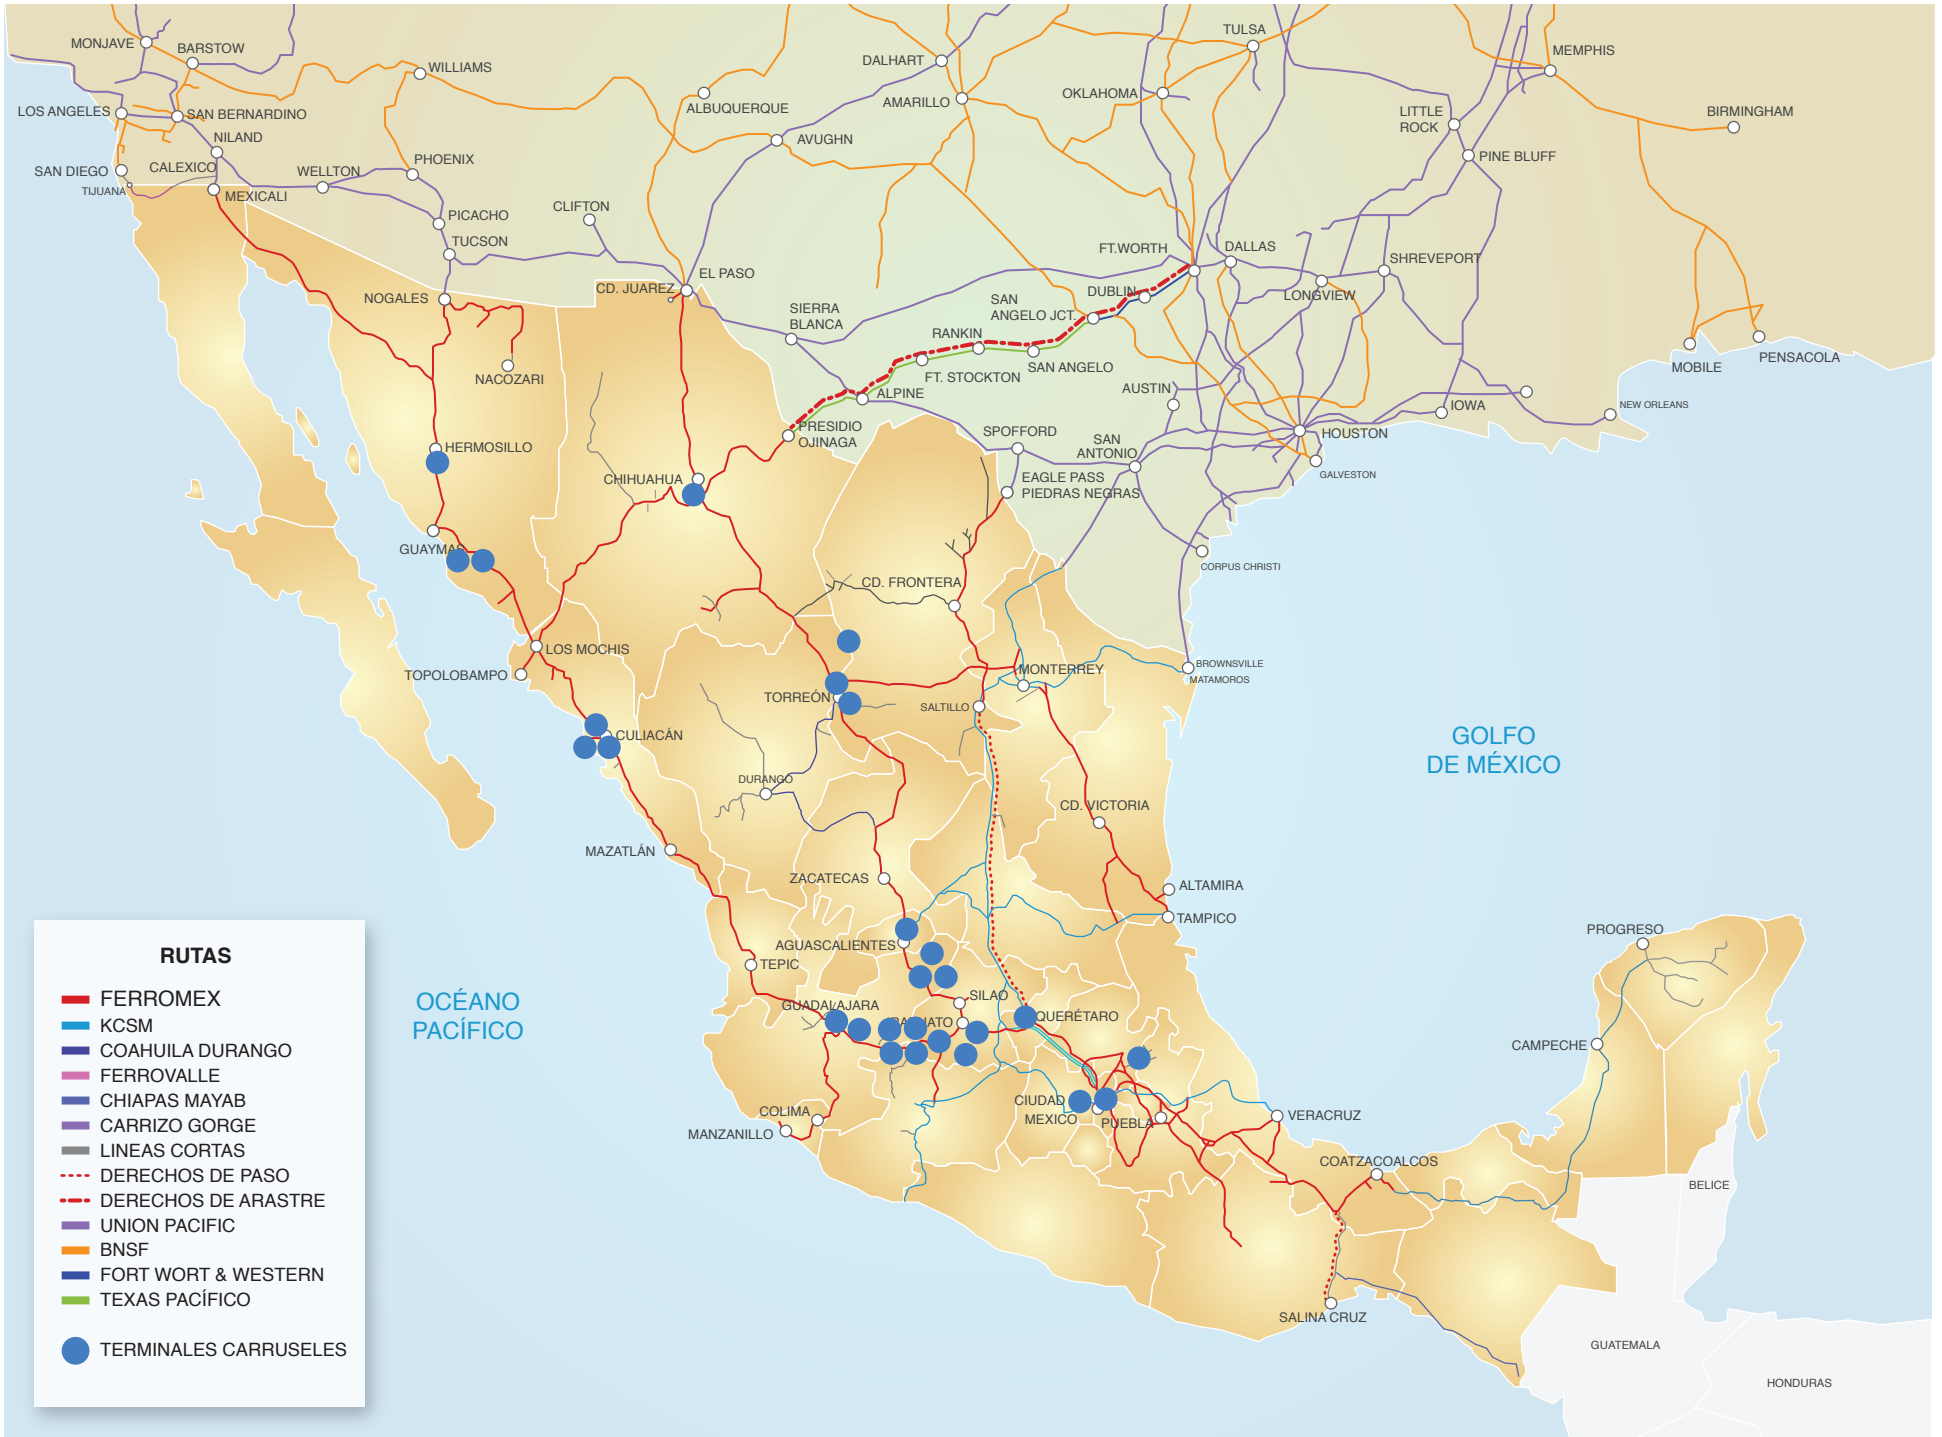 MONJAVE
BARSTOW
WILLIAMS
LOS ANGELES
SAN BERNARDINO
NILAND
SAN DIEGO
CALEXICO
TIJUANA
MEXICALI
WELLTON
PHOENIX
PICACHO
TUCSON
CLIFTON
NOGALES
NACOZARI
ALBUQUERQUE
DALHART
AMARILLO
AVUGHN
OKLAHOMA
TULSA
MEMPHIS
LITTLE
ROCK
BIRMINGHAM
PINE BLUFF
EL PASO
CD. JUAREZ
SIERRA
BLANCA
FT.WORTH
DALLAS
SHREVEPORT
LONGVIEW
DUBLIN
SAN
ANGELO JCT.
RANKIN
SAN ANGELO
FT. STOCKTON
ALPINE
PRESIDIO
OJINAGA
AUSTIN
MOBILE
PENSACOLA
IOWA
NEW ORLEANS
HOUSTON
GALVESTON
SPOFFORD
SAN
ANTONIO
EAGLE PASS
PIEDRAS NEGRAS
CORPUS CHRISTI
HERMOSILLO
CHIHUAHUA
GUAYMAS
CD. FRONTERA
LOS MOCHIS
TOPOLOBAMPO
TORREÓN
MONTERREY
BROWNSVILLE
MATAMOROS
SALTILLO
CULIACÁN
DURANGO
GOLFO
DE MÉXICO
CD. VICTORIA
MAZATLÁN
ZACATECAS
ALTAMIRA
TAMPICO
AGUASCALIENTES
TEPIC
SILAO
GUADALAJARA
QUERÉTARO
OCÉANO
PACÍFICO
PROGRESO
CAMPECHE
COLIMA
MANZANILLO
CIUDAD
MEXICO
PUEBLA
VERACRUZ
COATZACOALCOS
SALINA CRUZ
BELICE
GUATEMALA
HONDURAS
RUTAS
FERROMEX
KCSM
COAHUILA DURANGO
FERROVALLE
CHIAPAS MAYAB
CARRIZO GORGE
LINEAS CORTAS
DERECHOS DE PASO
DERECHOS DE ARASTRE
UNION PACIFIC
BNSF
FORT WORT & WESTERN
TEXAS PACÍFICO
TERMINALES CARRUSELES